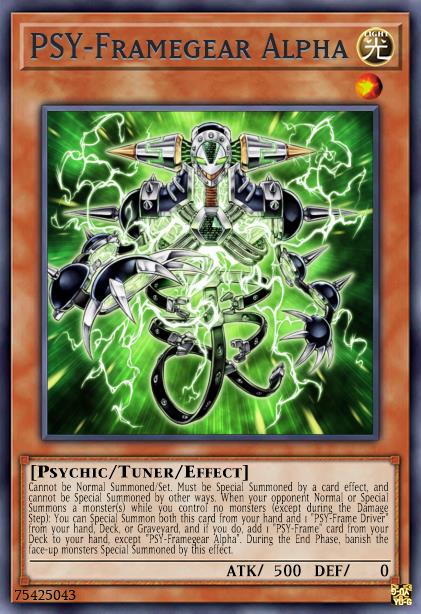 PSY-Framegear Alpha
LIGHT
光
[Psychic/Tuner/Effect]
Cannot be Normal Summoned/Set. Must be Special Summoned by a card effect, and
cannot be Special Summoned by other ways. When your opponent Normal or Special
Summons a monster(s) while you control no monsters (except during the Damage
Step): You can Special Summon both this card from your hand and 1 "PSY-Frame Driver"
from your hand, Deck, or Graveyard, and if you do, add 1 "PSY-Frame" card from your
Deck to your hand, except "PSY-Framegear Alpha". During the End Phase, banish the
face-up monsters Special Summoned by this effect.
ATK/ 500 DEF/ 0
75425043